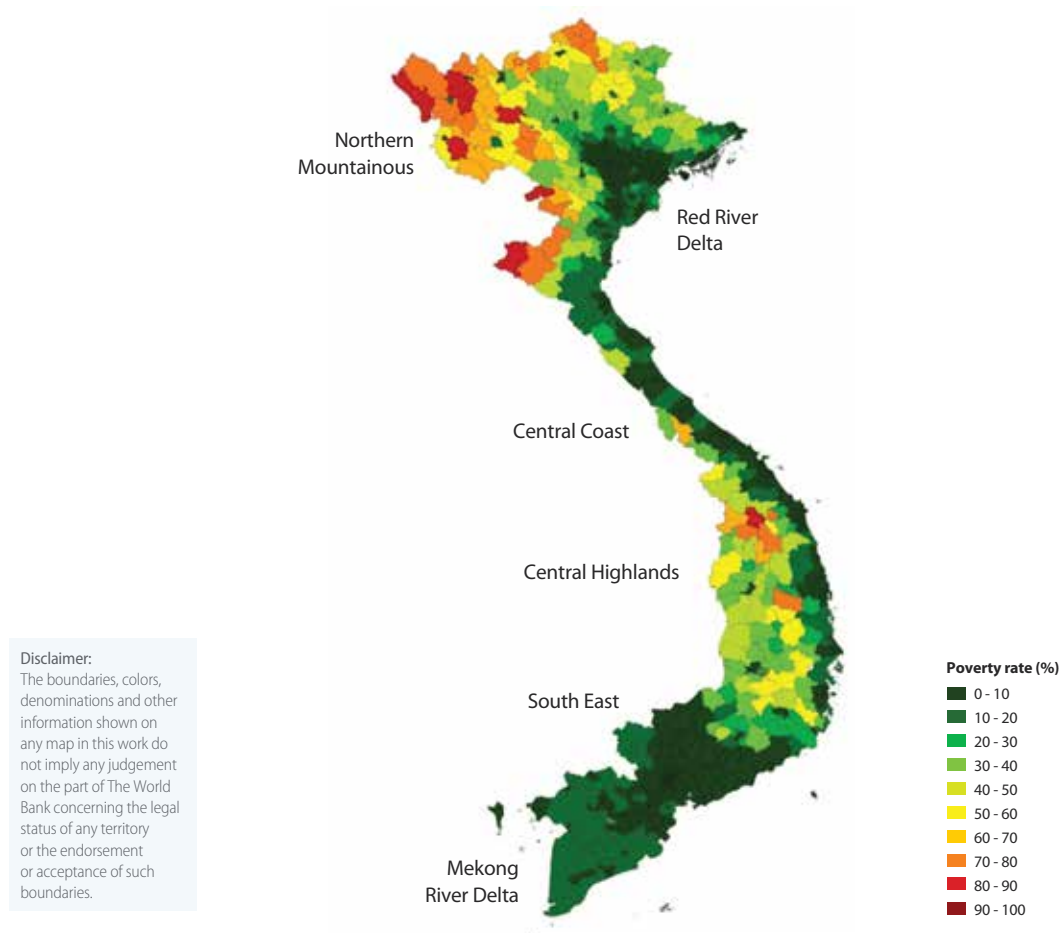 Northern
Mountainous
Red River
Delta
Central Coast
Central Highlands
South East
Mekong
River Delta
Disclaimer:
The boundaries, colors,
denominations and other
information shown on
any map in this work do
not imply any judgement
on the part of The World
Bank concerning the legal
status of any territory
or the endorsement
or acceptance of such
boundaries.
Poverty rate (%)
0 - 10
10 - 20
20 - 30
30 - 40
40 - 50
50 - 60
60 - 70
70 - 80
80 - 90
90 - 100